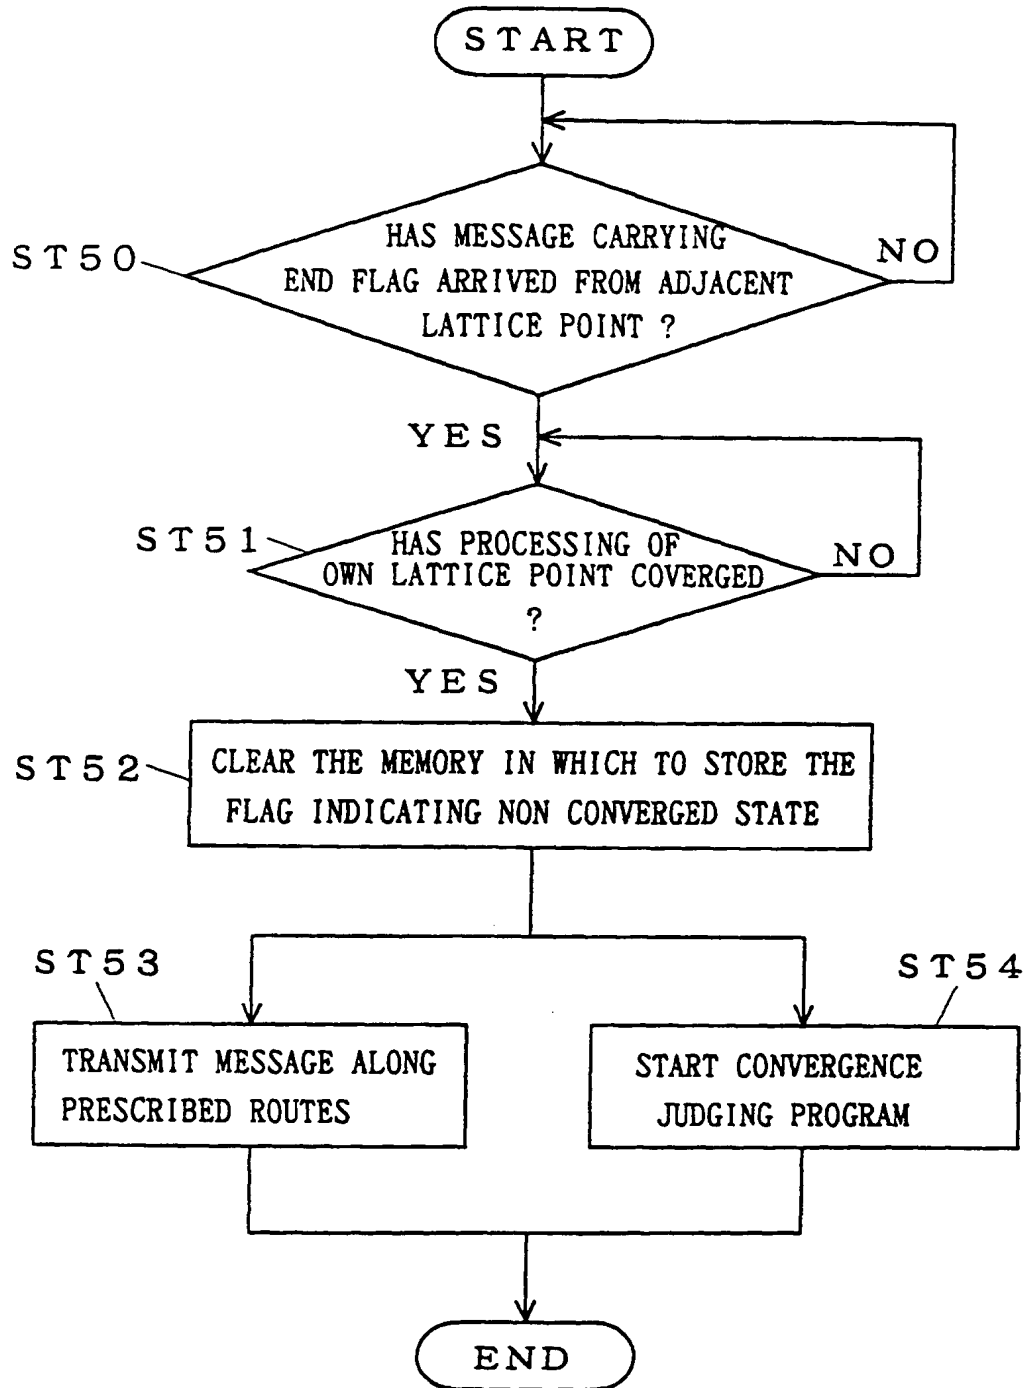 START
HAS MESSAGE CARRYING
NO
ST50
END FLAG ARRIVED FROM ADJACENT
LATTICE POINT ?
YES
ST51
HAS PROCESSING OF
NO
OWN LATTICE POINT COVERGED
?
YES
ST52
CLEAR THE MEMORY IN WHICH TO STORE THE
FLAG INDICATING NON CONVERGED STATE
ST53
ST54
TRANSMIT MESSAGE ALONG
PRESCRIBED ROUTES
START CONVERGENCE
JUDGING PROGRAM
END